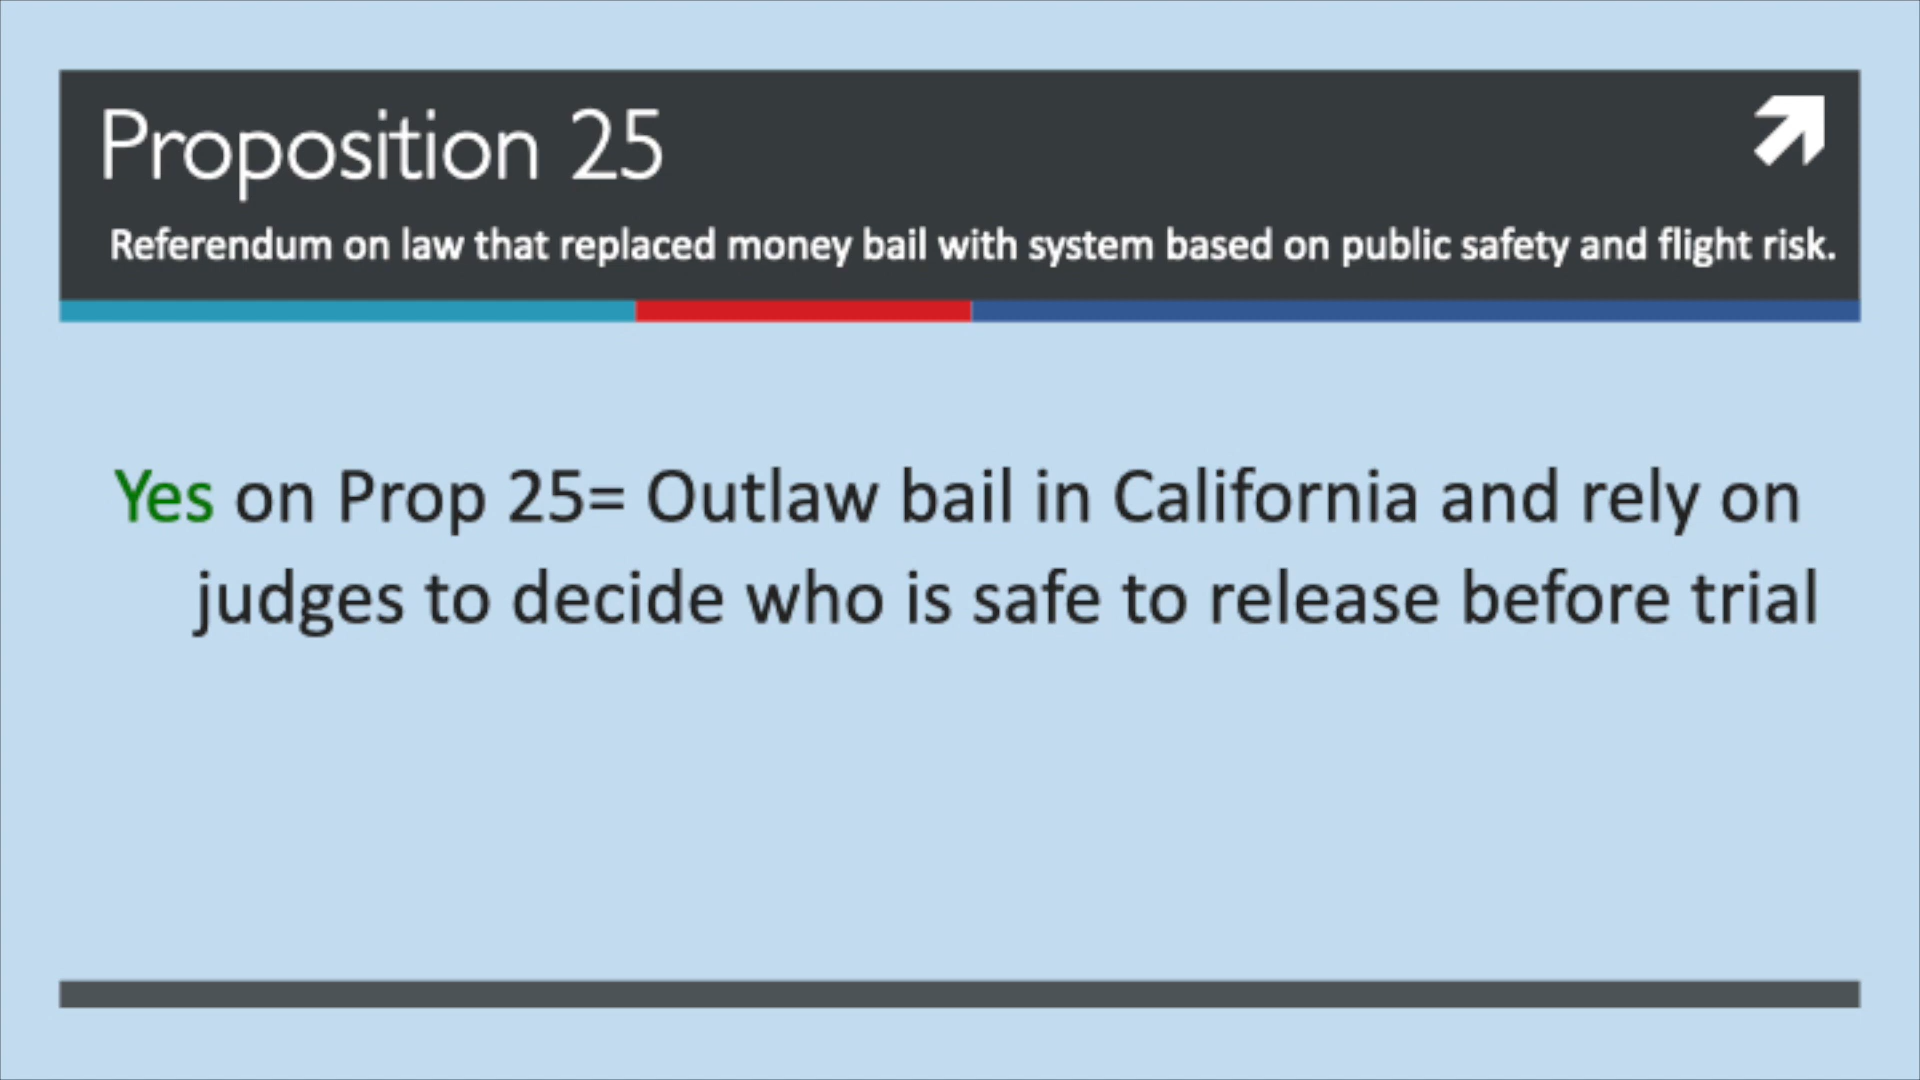 Proposition 25
Referendum on law that replaced money bail with system based on public safety and flight risk.
Yes on Prop 25= Outlaw bail in California and rely on
judges to decide who is safe to release before trial